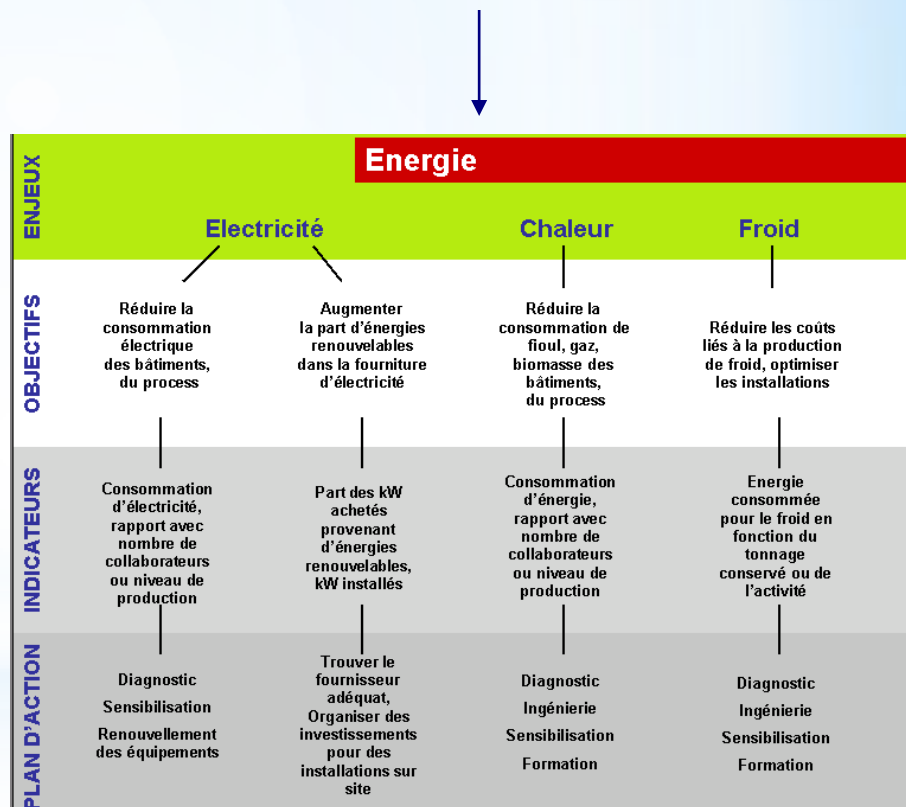 ENJEUX
Energie
Electricité
Chaleur
Froid
OBJECTIFS
Réduire la
consommation
électrique
des bâtiments,
du process
Augmenter
la part d'énergies
renouvelables
dans la fourniture
d'électricité
Réduire la
consommation de
fioul, gaz,
biomasse des
bâtiments,
du process
Réduire les coûts
liés à la production
de froid, optimiser
les installations
INDICATEURS
Consommation
d'électricité,
rapport avec
nombre de
collaborateurs
ou niveau de
production
Part des kW
achetés
provenant
d'énergies
renouvelables,
kW installés
Consommation
d'énergie,
rapport avec
nombre de
collaborateurs
ou niveau de
production
Energie
consommée
pour le froid en
fonction du
tonnage
conservé ou de
l'activité
PLAN D'ACTION
Diagnostic
Sensibilisation
Renouvellement
des équipements
Trouver le
fournisseur
adéquat,
Organiser des
investissements
pour des
installations sur
site
Diagnostic
Ingénierie
Sensibilisation
Formation
Diagnostic
Ingénierie
Sensibilisation
Formation